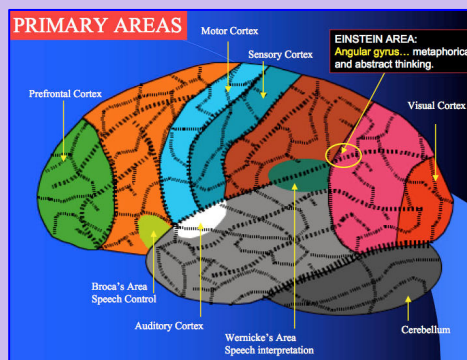 PRIMARY AREAS
Motor Cortex
Sensory Cortex
EINSTEIN AREA:
Angular gyrus… metaphorica
and abstract thinking.
Prefrontal Cortex
Visual Cortex
Broca's Area
Speech Control
Auditory Cortex
Wernicke's Area
Speech interpretation
Cerebellum